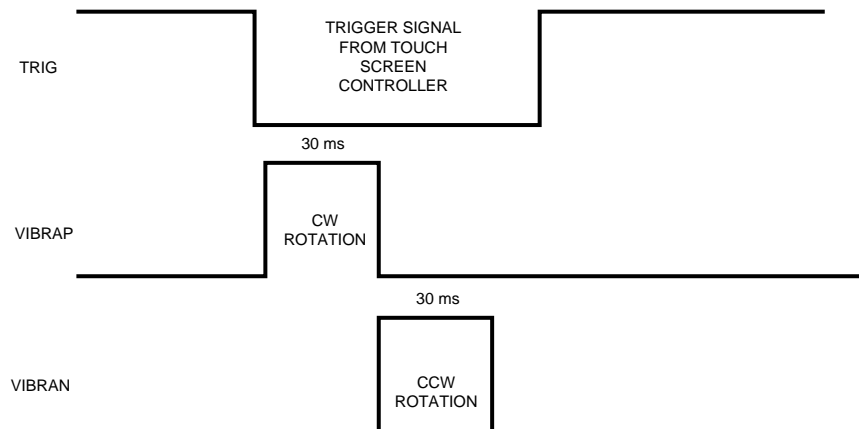 TRIG
TRIGGER SIGNAL
FROM TOUCH
SCREEN
CONTROLLER
30 ms
VIBRAP
CW
ROTATION
30 ms
VIBRAN
CCW
ROTATION